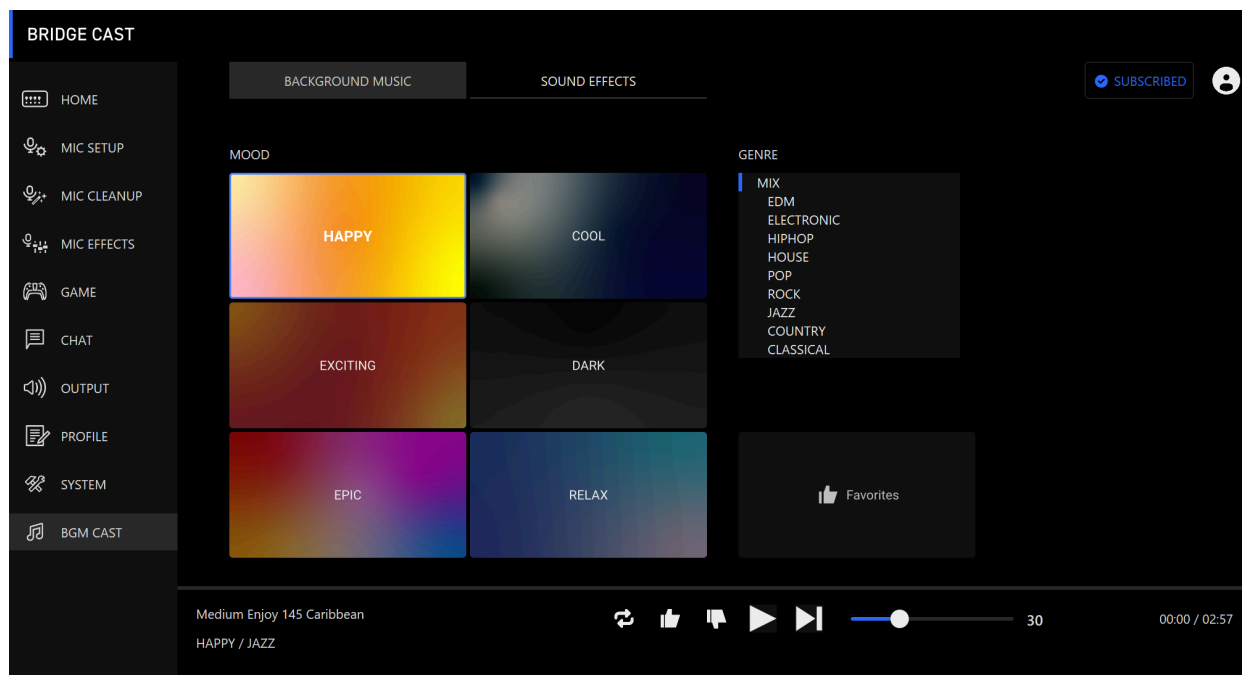 BRIDGE CAST
HOME
MIC SETUP
MIC CLEANUP
MIC EFFECTS
GAME
CHAT
OUTPUT
PROFILE
SYSTEM
BGM CAST
BACKGROUND MUSIC
SOUND EFFECTS
SUBSCRIBED
MOOD
HAPPY
COOL
EXCITING
DARK
EPIC
RELAX
GENRE
MIX
EDM
ELECTRONIC
HIPHOP
HOUSE
POP
ROCK
JAZZ
COUNTRY
CLASSICAL
Favorites
Medium Enjoy 145 Caribbean
HAPPY / JAZZ
30
00:00 / 02:57